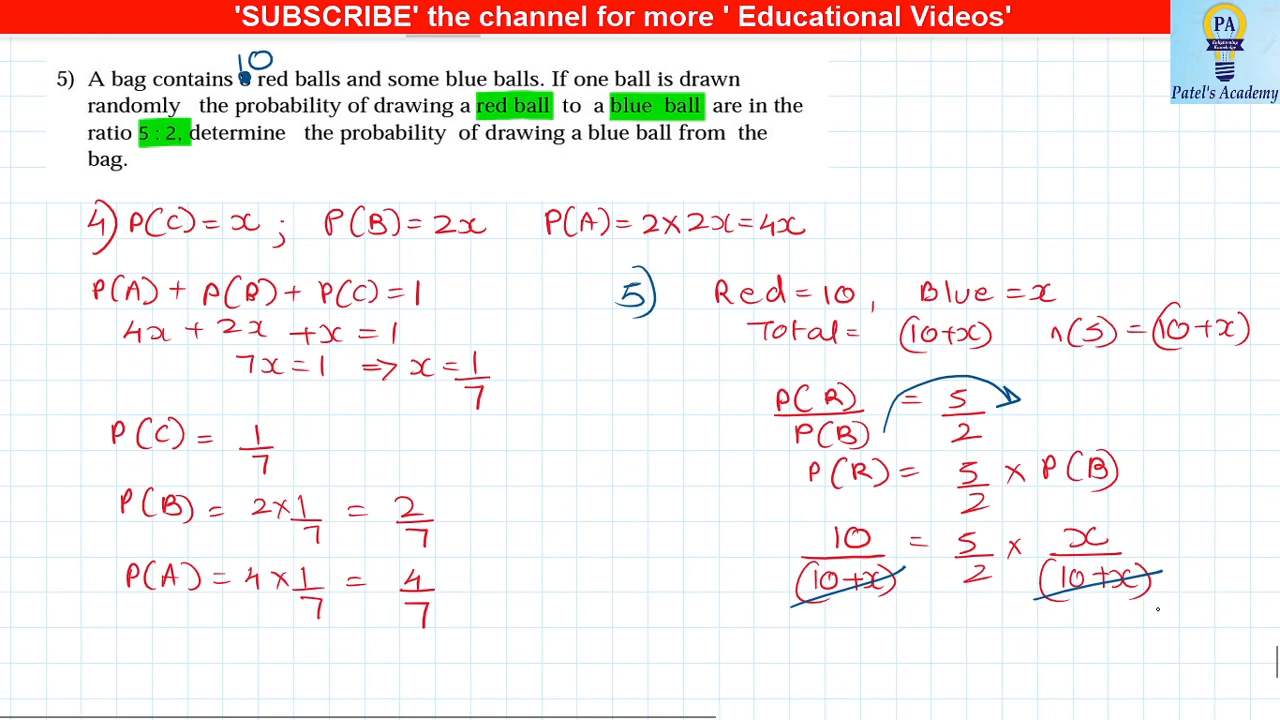 'SUBSCRIBE' the channel for more ' Educational Videos'
PA
Patel's Academy
10
5) A bag contains red balls and some blue balls. If one ball is drawn
randomly the probability of drawing a red ball to a blue ball are in the
ratio 5 : 2, determine the probability of drawing a blue ball from the
bag.
4) P(C) = x ; P(B) = 2x P(A) = 2 × 2x = 4x
P(A) + P(B) + P(C) = 1
4x + 2x + x = 1
7x = 1 => x = 1/7
P(C) = 1/7
P(B) = 2 × 1/7 = 2/7
P(A) = 4 × 1/7 = 4/7
5) Red = 10, Blue = x
Total = (10+x) n(S) = (10+x)
P(R)/P(B) = 5/2
P(R) = 5/2 × P(B)
10/(10+x) = 5/2 × x/(10+x)